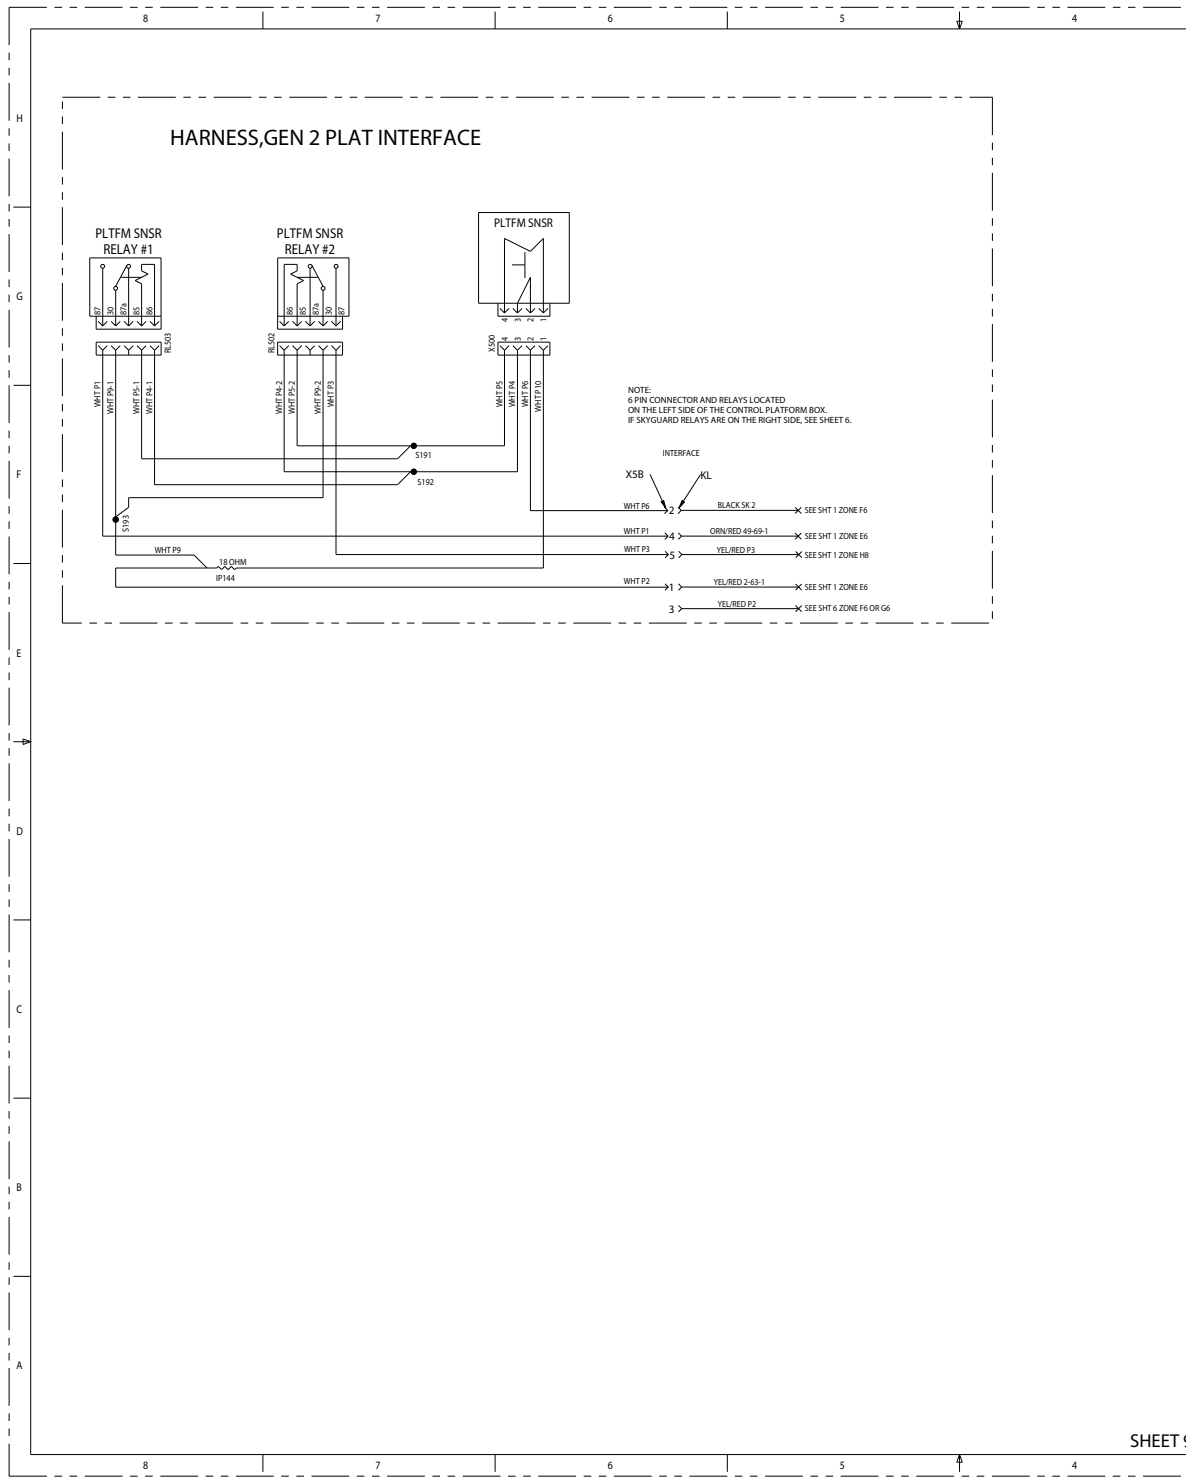 8 7 6 5 4
H
HARNESS,GEN 2 PLAT INTERFACE
PLTFM SNSR
RELAY #1
PLTFM SNSR
RELAY #2
PLTFM SNSR
G
87 30 87a 85 86
86 85 87a 30 87
4 3 2 1
RL503
RL502
X500
4 3 2 1
WHT P1
WHT P9-1
WHT P5-1
WHT P4-1
WHT P4-2
WHT P5-2
WHT P9-2
WHT P3
WHT P5
WHT P4
WHT P6
WHT P10
NOTE:
6 PIN CONNECTOR AND RELAYS LOCATED
ON THE LEFT SIDE OF THE CONTROL PLATFORM BOX.
IF SKYGUARD RELAYS ARE ON THE RIGHT SIDE, SEE SHEET 6.
S191
INTERFACE
F
X5B KL
S192
WHT P6 2 BLACK SK 2 SEE SHT 1 ZONE F6
S193
WHT P1 4 ORN/RED 49-69-1 SEE SHT 1 ZONE E6
WHT P9
WHT P3 5 YEL/RED P3 SEE SHT 1 ZONE H8
18 OHM
IP144
WHT P2 1 YEL/RED 2-63-1 SEE SHT 1 ZONE E6
3 YEL/RED P2 SEE SHT 6 ZONE F6 OR G6
E
D
C
B
A
SHEET 9
8 7 6 5 4